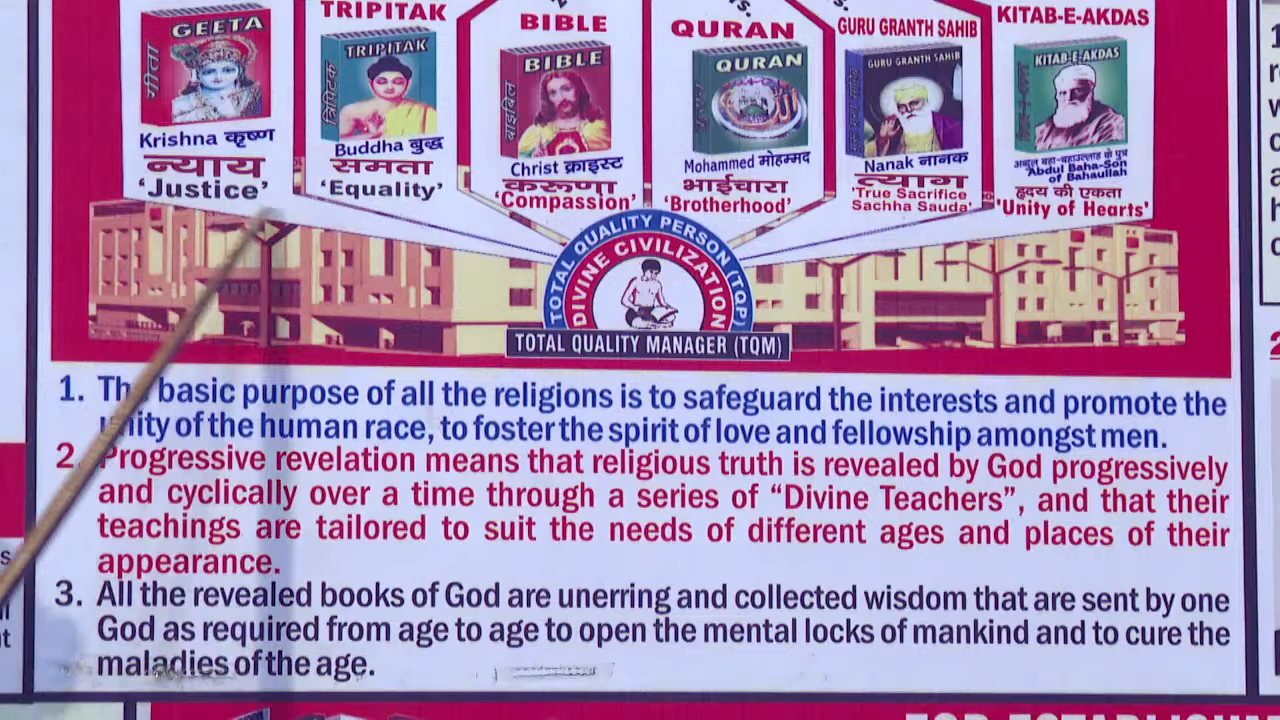 GEETA
गीता
Krishna कृष्ण
न्याय
'Justice'
TRIPITAK
TRIPITAK
त्रिपिटक
Buddha बुद्ध
समता
'Equality'
BIBLE
BIBLE
बाइबिल
Christ क्राइस्ट
करूणा
'Compassion'
QURAN
QURAN
Mohammed मोहम्मद
भाईचारा
'Brotherhood'
GURU GRANTH SAHIB
GURU GRANTH SAHIB
Nanak नानक
त्याग
'True Sacrifice
Sachha Sauda'
KITAB-E-AKDAS
KITAB-E-AKDAS
अब्दुल बहा-बहाउल्लाह के पुत्र
Abdul Baha-Son
of Bahaullah
हृदय की एकता
'Unity of Hearts'
TOTAL QUALITY PERSON (TQP)
DIVINE CIVILIZATION
TOTAL QUALITY MANAGER (TQM)
1. The basic purpose of all the religions is to safeguard the interests and promote the
unity of the human race, to foster the spirit of love and fellowship amongst men.
2. Progressive revelation means that religious truth is revealed by God progressively
and cyclically over a time through a series of "Divine Teachers", and that their
teachings are tailored to suit the needs of different ages and places of their
appearance.
3. All the revealed books of God are unerring and collected wisdom that are sent by one
God as required from age to age to open the mental locks of mankind and to cure the
maladies of the age.